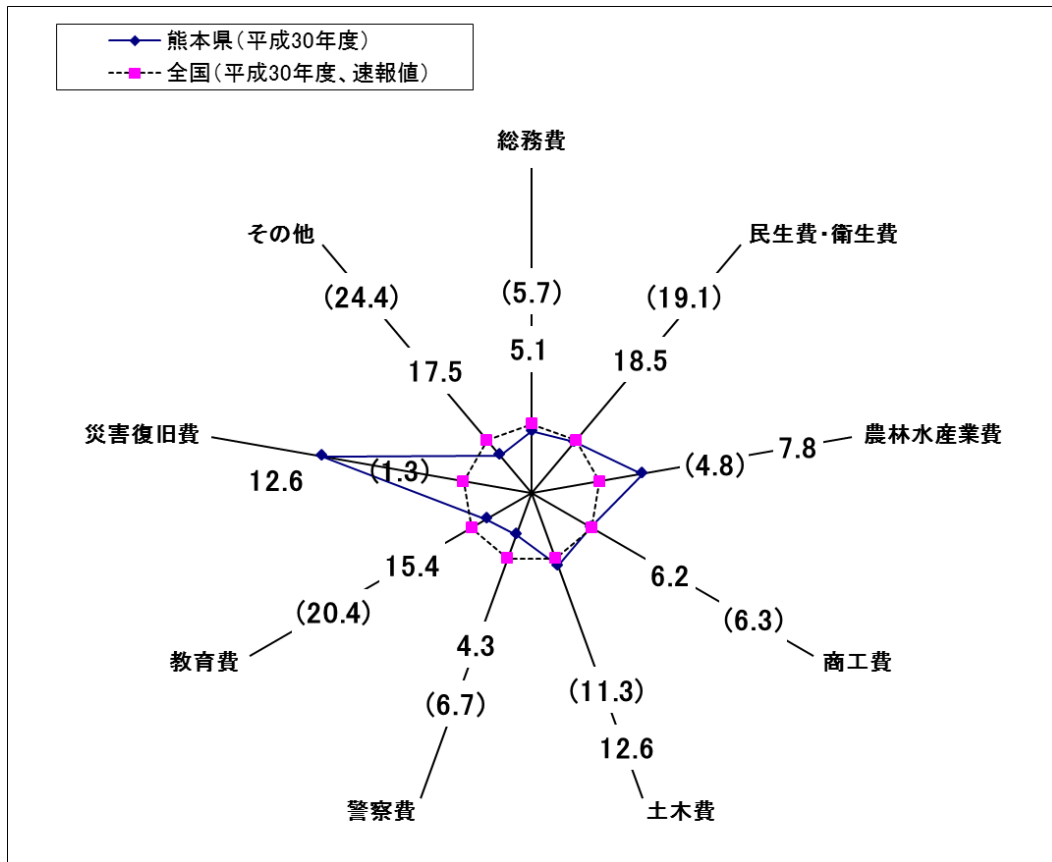 熊本県(平成30年度)
全国(平成30年度、速報値)
総務費
(5.7)
5.1
民生費・衛生費
(19.1)
18.5
農林水産業費
7.8
(4.8)
6.2
(6.3)
商工費
(11.3)
12.6
土木費
4.3
(6.7)
警察費
15.4
(20.4)
教育費
災害復旧費
12.6
(1.3)
その他
(24.4)
17.5